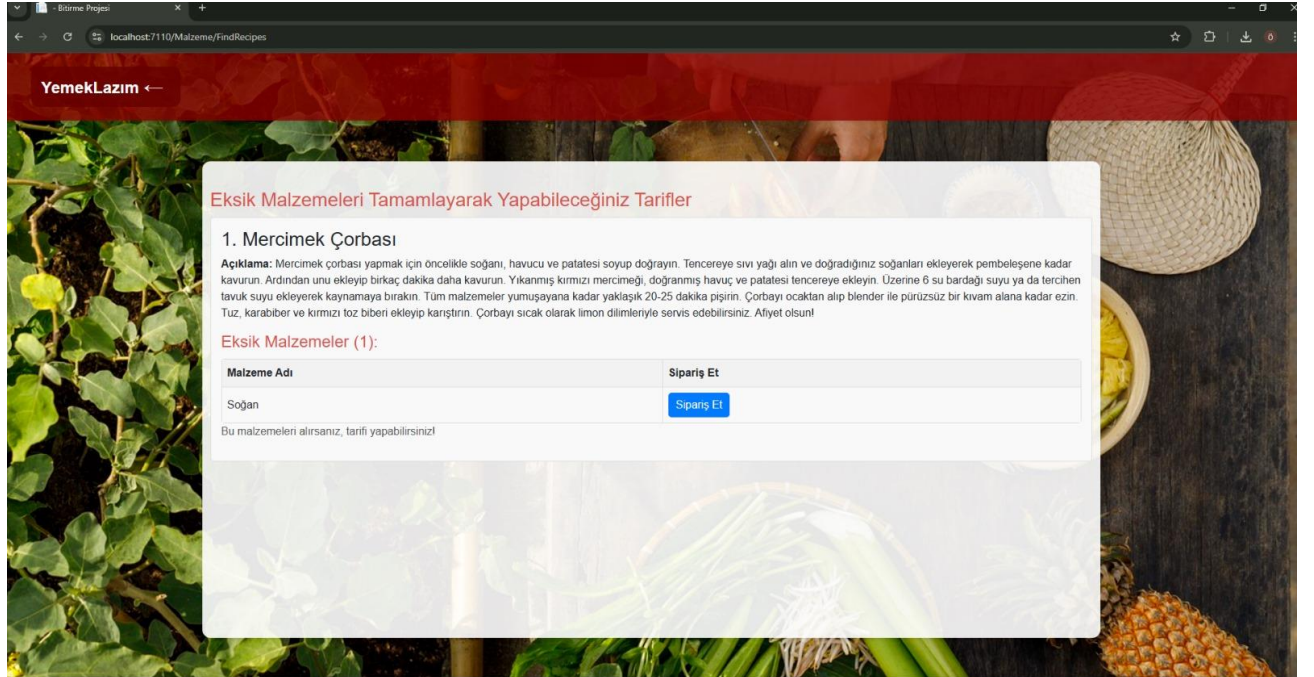 - Bitirme Projesi
localhost:7110/Malzeme/FindRecipes
YemekLazım ←
Eksik Malzemeleri Tamamlayarak Yapabileceğiniz Tarifler
1. Mercimek Çorbası
Açıklama: Mercimek çorbası yapmak için öncelikle soğanı, havucu ve patatesi soyup doğrayın. Tencereye sıvı yağı alın ve doğradığınız soğanları ekleyerek pembeleşene kadar
kavurun. Ardından unu ekleyip birkaç dakika daha kavurun. Yıkanmış kırmızı mercimeği, doğranmış havuç ve patatesi tencereye ekleyin. Üzerine 6 su bardağı suyu ya da tercihen
tavuk suyu ekleyerek kaynamaya bırakın. Tüm malzemeler yumuşayana kadar yaklaşık 20-25 dakika pişirin. Çorbayı ocaktan alıp blender ile pürüzsüz bir kıvam alana kadar ezin.
Tuz, karabiber ve kırmızı toz biberi ekleyip karıştırın. Çorbayı sıcak olarak limon dilimleriyle servis edebilirsiniz. Afiyet olsun!
Eksik Malzemeler (1):
Malzeme Adı Sipariş Et
Soğan Sipariş Et
Bu malzemeleri alırsanız, tarifi yapabilirsiniz!